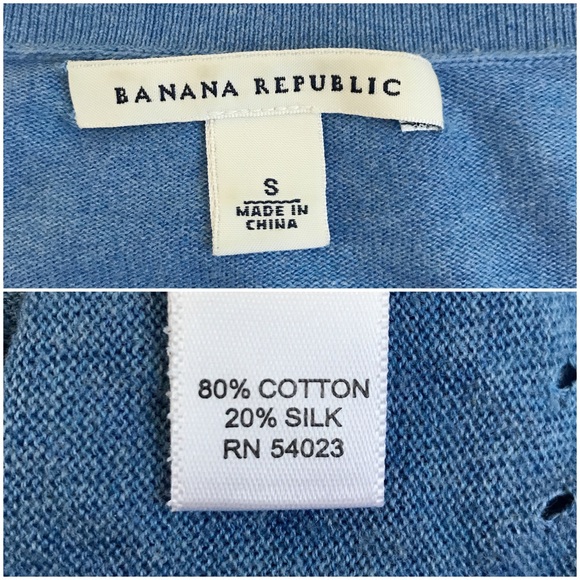 BANANA REPUBLIC
S
MADE IN
CHINA
80% COTTON
20% SILK
RN 54023